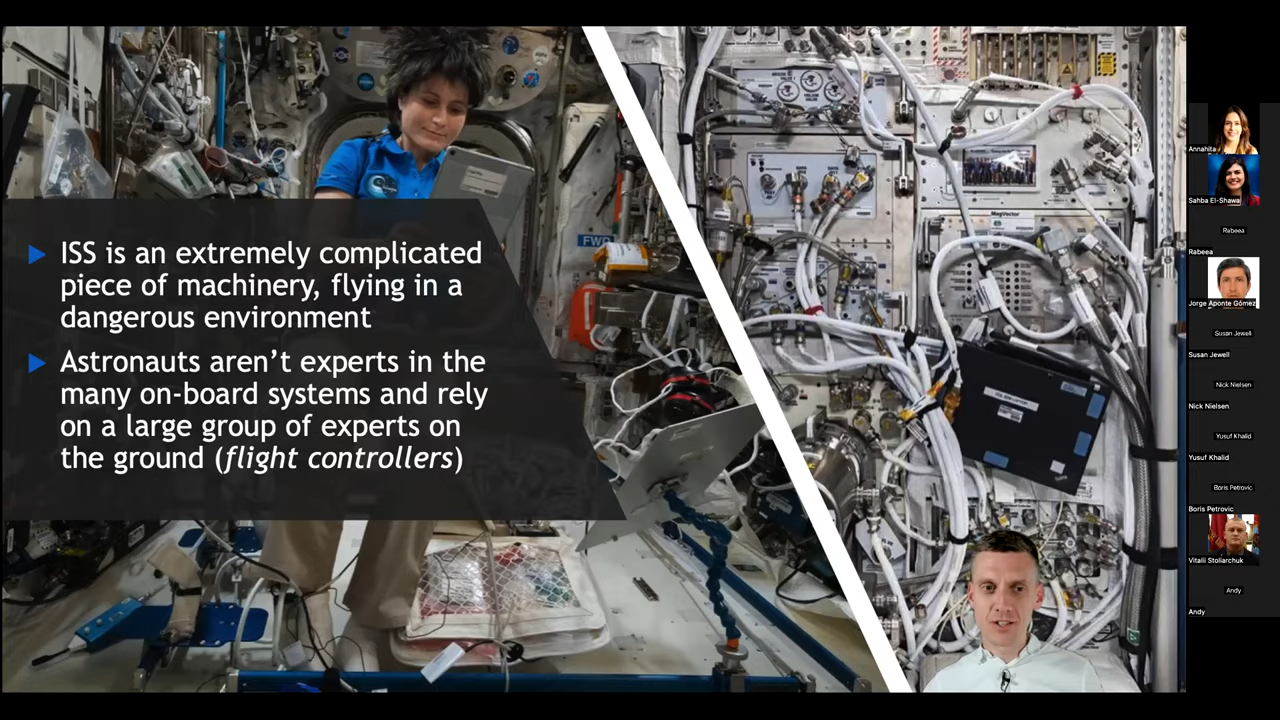 ISS is an extremely complicated
piece of machinery, flying in a
dangerous environment
Astronauts aren’t experts in the
many on-board systems and rely
on a large group of experts on
the ground (flight controllers)
FWD
MagVector
Annahita
Sahba El-Shawa
Rabeea
Rabeea
Jorge Aponte Gómez
Susan Jewell
Susan Jewell
Nick Nielsen
Nick Nielsen
Yusuf Khalid
Yusuf Khalid
Boris Petrovic
Boris Petrovic
Vitalii Stoliarchuk
Andy
Andy